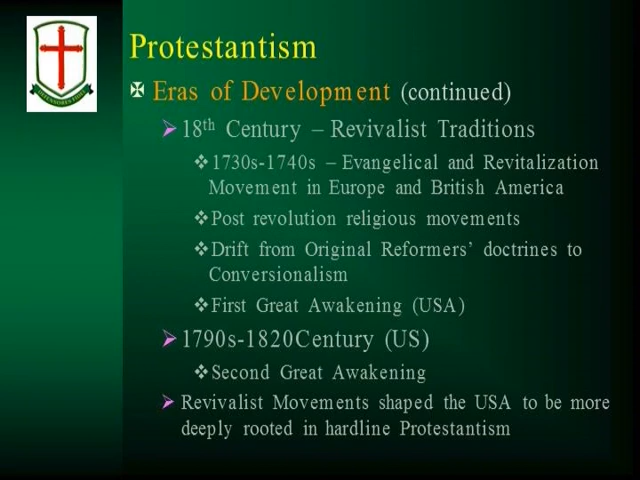 Protestantism
Eras of Development (continued)
18th Century – Revivalist Traditions
1730s-1740s – Evangelical and Revitalization
Movement in Europe and British America
Post revolution religious movements
Drift from Original Reformers' doctrines to
Conversionalism
First Great Awakening (USA)
1790s-1820Century (US)
Second Great Awakening
Revivalist Movements shaped the USA to be more
deeply rooted in hardline Protestantism